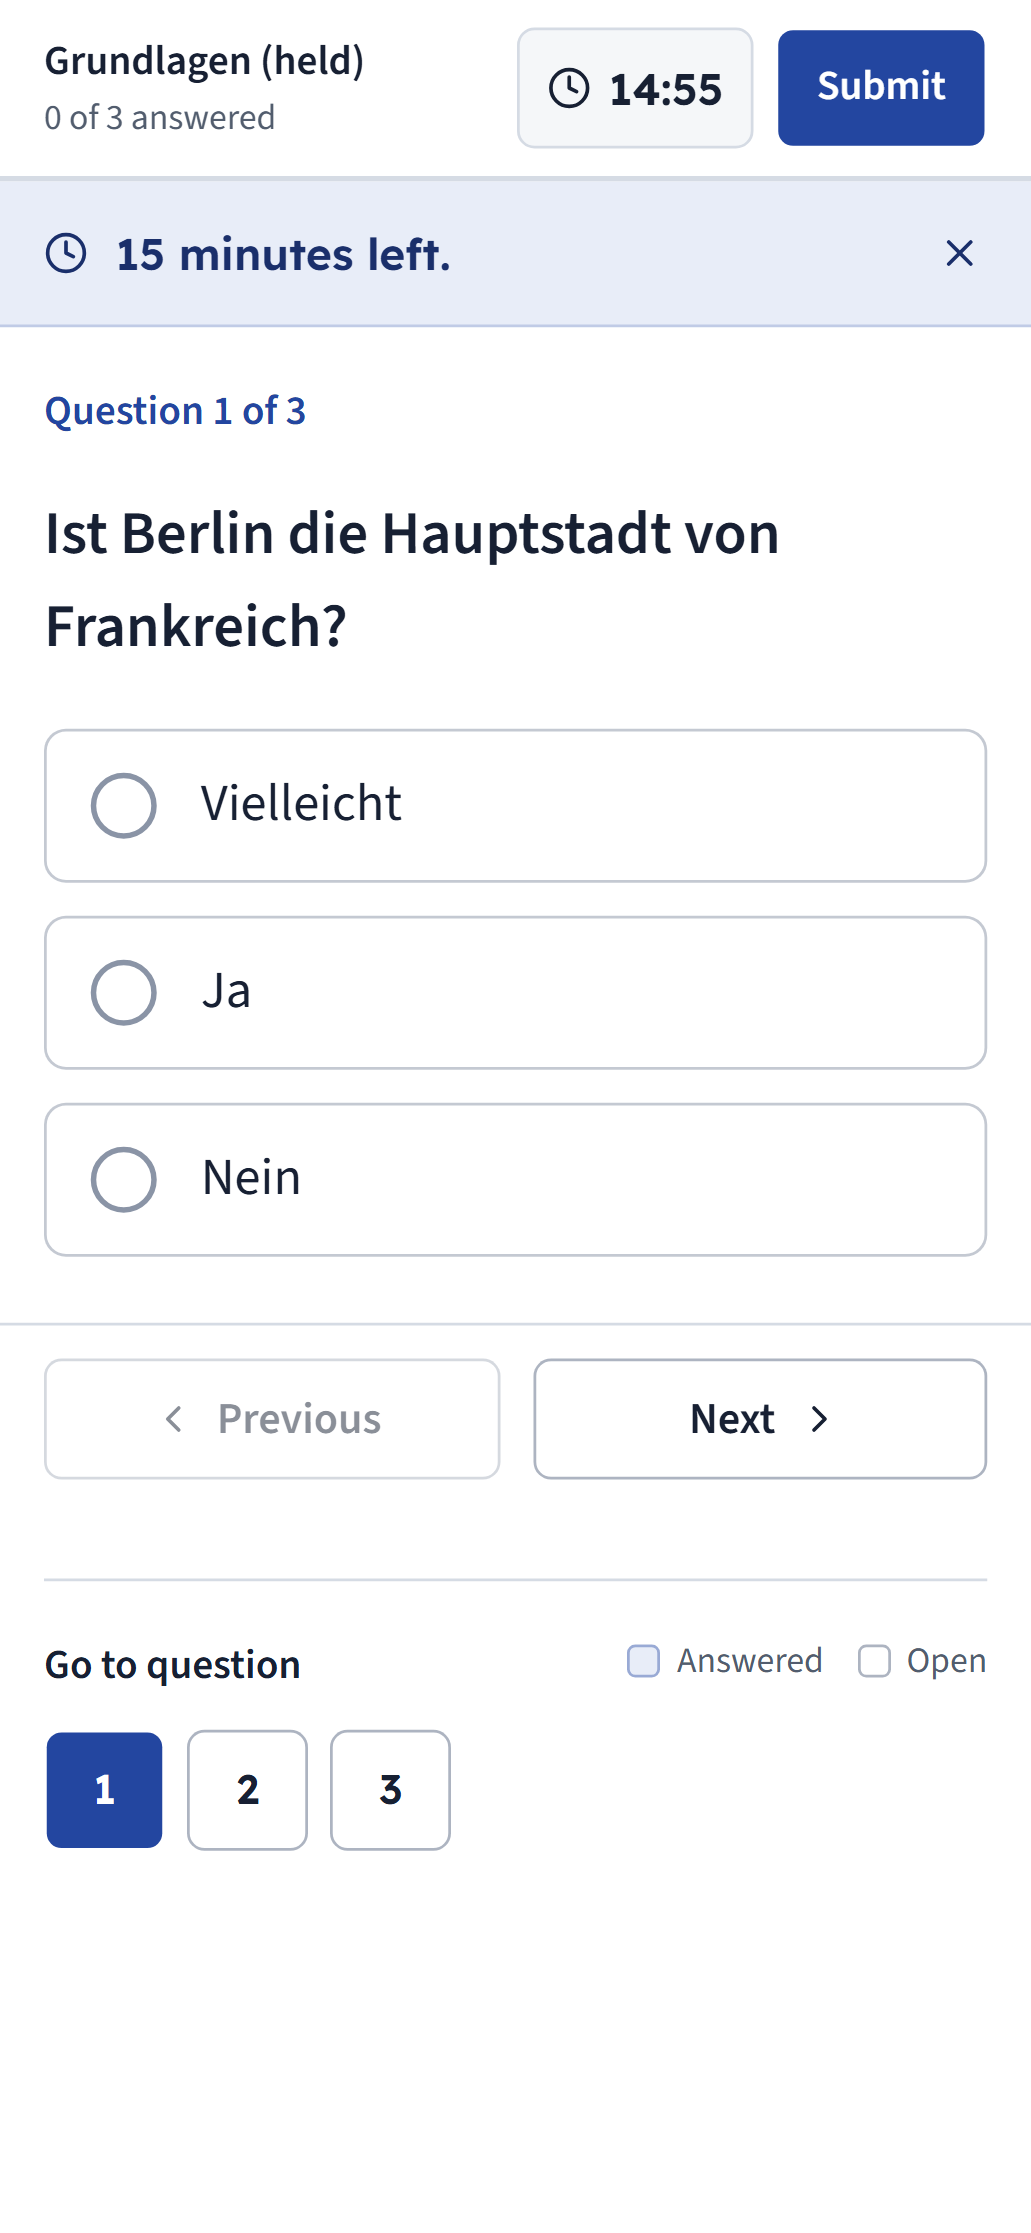 Grundlagen (held)
0 of 3 answered
14:55
Submit
15 minutes left.
Question 1 of 3
Ist Berlin die Hauptstadt von
Frankreich?
Vielleicht
Ja
Nein
Previous
Next
Go to question
Answered
Open
1
2
3